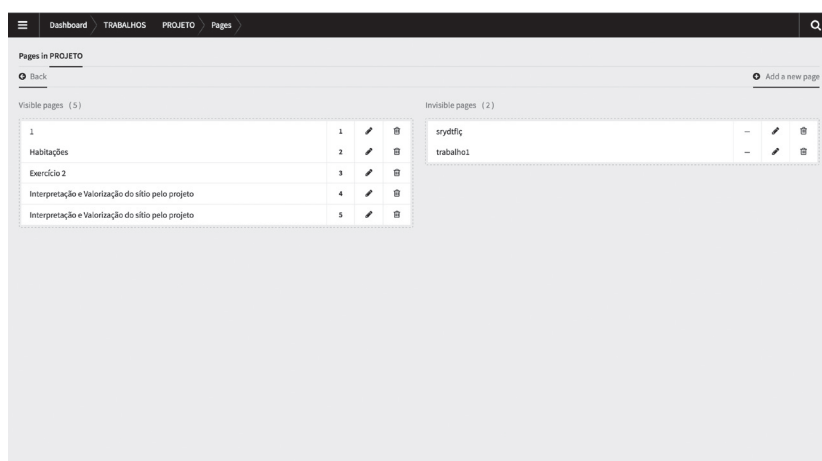 Dashboard TRABALHOS PROJETO Pages
Pages in PROJETO
Back
Add a new page
Visible pages (5)
1 1
Habitações 2
Exercício 2 3
Interpretação e Valorização do sítio pelo projeto 4
Interpretação e Valorização do sítio pelo projeto 5
Invisible pages (2)
srydtfiç —
trabalho1 —